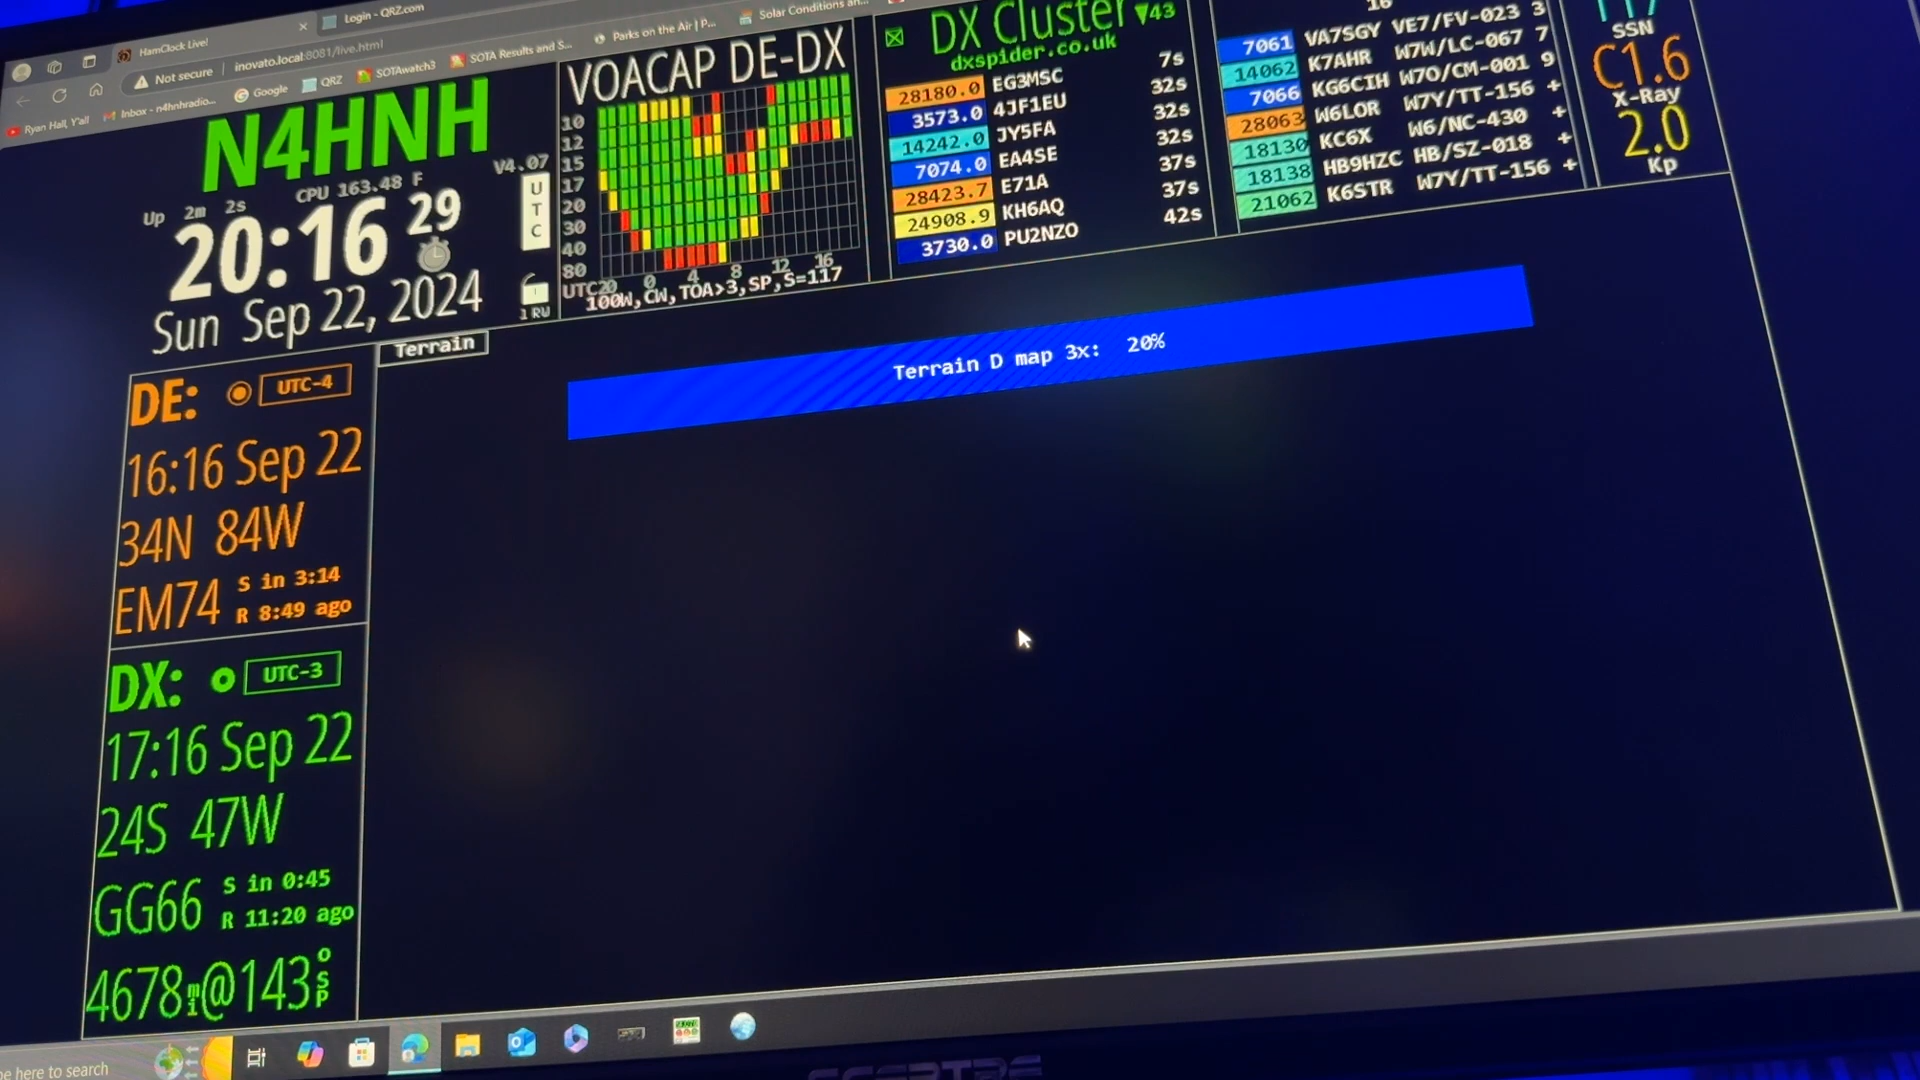 HamClock Live!
Login - QRZ.com
Not secure
inovato.local:8081/live.html
Ryan Hall, Y'all
Inbox - n4hnhradio...
Google
QRZ
SOTAwatch3
SOTA Results and S...
Parks on the Air | P...
Solar Conditions an...
N4HNH
Up 2m 2s
CPU 163.48 F
V4.07
20:16 29
UTC
Sun Sep 22, 2024
1 RW
VOACAP DE-DX
10
12
15
17
20
30
40
80
UTC20 0 4 8 12 16
100W,CW,TOA>3,SP,S=117
DX Cluster ▼43
dxspider.co.uk
28180.0 EG3MSC 7s
3573.0 4JF1EU 32s
14242.0 JY5FA 32s
7074.0 EA4SE 32s
28423.7 E71A 37s
24908.9 KH6AQ 37s
3730.0 PU2NZO 42s
7061 VA7SGY VE7/FV-023 3
14062 K7AHR W7W/LC-067 7
7066 KG6CIH W7O/CM-001 9
28063 W6LOR W7Y/TT-156 +
18130 KC6X W6/NC-430 +
18138 HB9HZC HB/SZ-018 +
21062 K6STR W7Y/TT-156 +
117
SSN
C1.6
X-Ray
2.0
Kp
Terrain
Terrain D map 3x: 20%
DE: UTC-4
16:16 Sep 22
34N 84W
EM74 S in 3:14
R 8:49 ago
DX: UTC-3
17:16 Sep 22
24S 47W
GG66 S in 0:45
R 11:20 ago
4678mi@143° SP
pe here to search
SCEPTRE